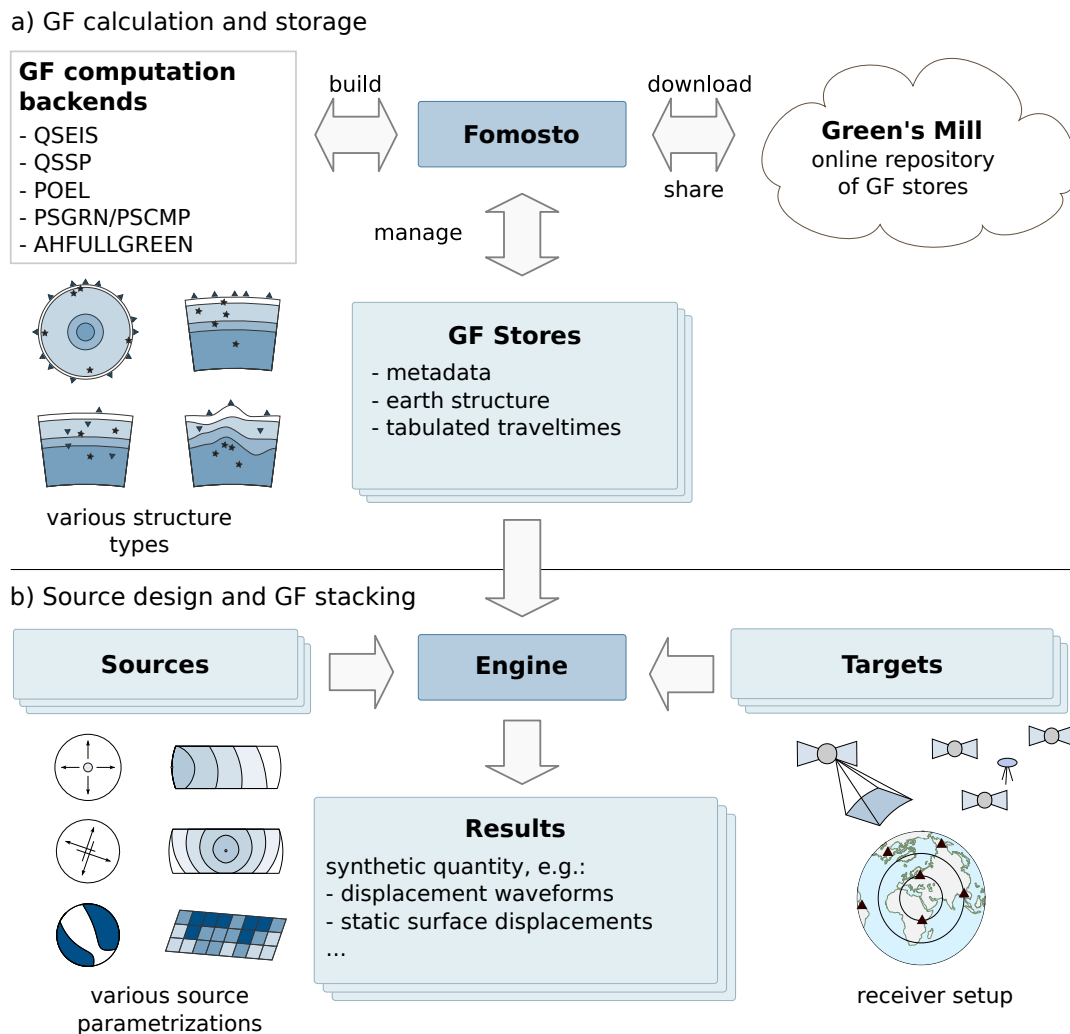 a) GF calculation and storage
GF computation
backends
- QSEIS
- QSSP
- POEL
- PSGRN/PSCMP
- AHFULLGREEN
build
Fomosto
download
share
Green's Mill
online repository
of GF stores
manage
GF Stores
- metadata
- earth structure
- tabulated traveltimes
various structure
types
b) Source design and GF stacking
Sources
Engine
Targets
Results
synthetic quantity, e.g.:
- displacement waveforms
- static surface displacements
...
various source
parametrizations
receiver setup